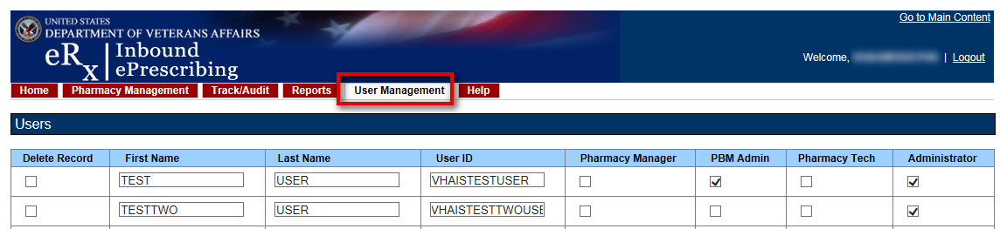 Go to Main Content
UNITED STATES
DEPARTMENT OF VETERANS AFFAIRS
eRx | Inbound ePrescribing
Welcome, | Logout
Home Pharmacy Management Track/Audit Reports User Management Help
Users
Delete Record First Name Last Name User ID Pharmacy Manager PBM Admin Pharmacy Tech Administrator
TEST USER VHAISTESTUSER
TESTTWO USER VHAISTESTTWOUSE